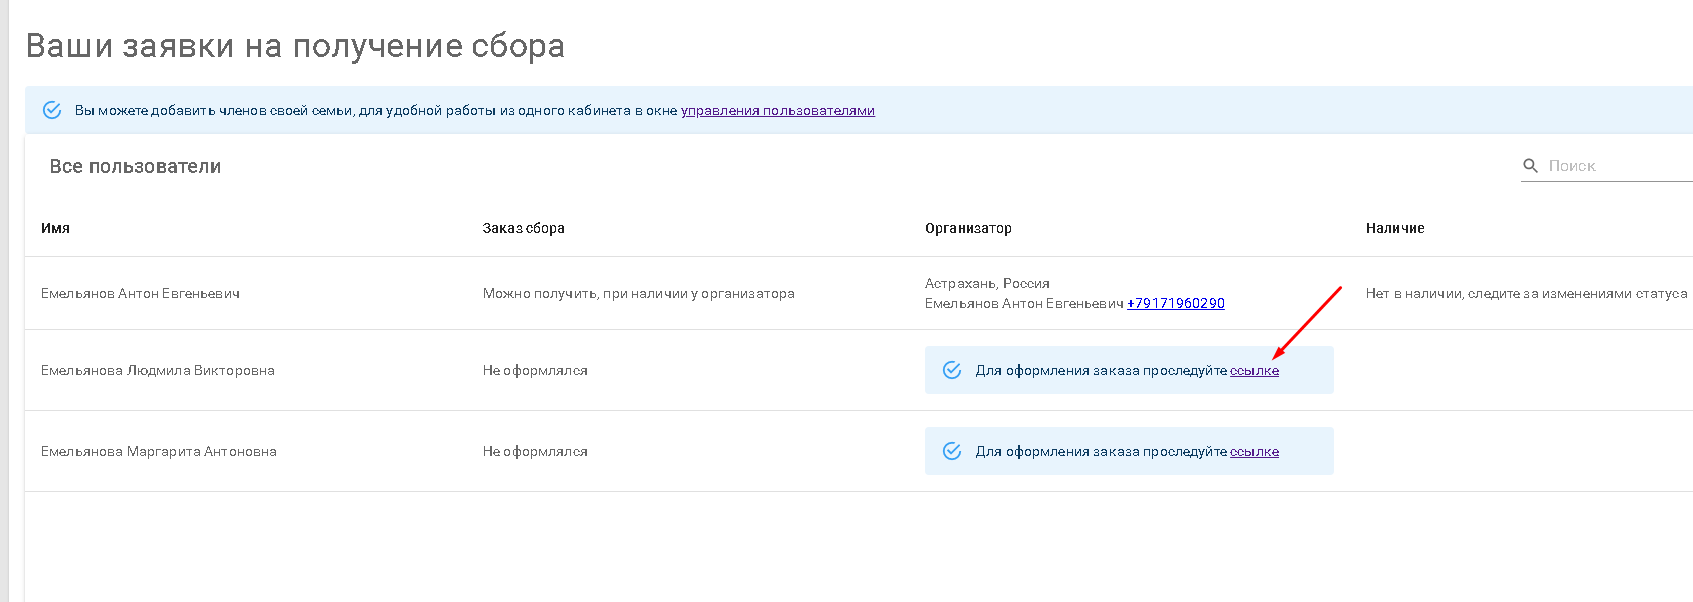 Ваши заявки на получение сбора
Вы можете добавить членов своей семьи, для удобной работы из одного кабинета в окне управления пользователями
Все пользователи
Поиск
Имя Заказ сбора Организатор Наличие
Емельянов Антон Евгеньевич Можно получить, при наличии у организатора Астрахань, Россия
Емельянов Антон Евгеньевич +79171960290 Нет в наличии, следите за изменениями статуса
Емельянова Людмила Викторовна Не оформлялся Для оформления заказа проследуйте ссылке
Емельянова Маргарита Антоновна Не оформлялся Для оформления заказа проследуйте ссылке